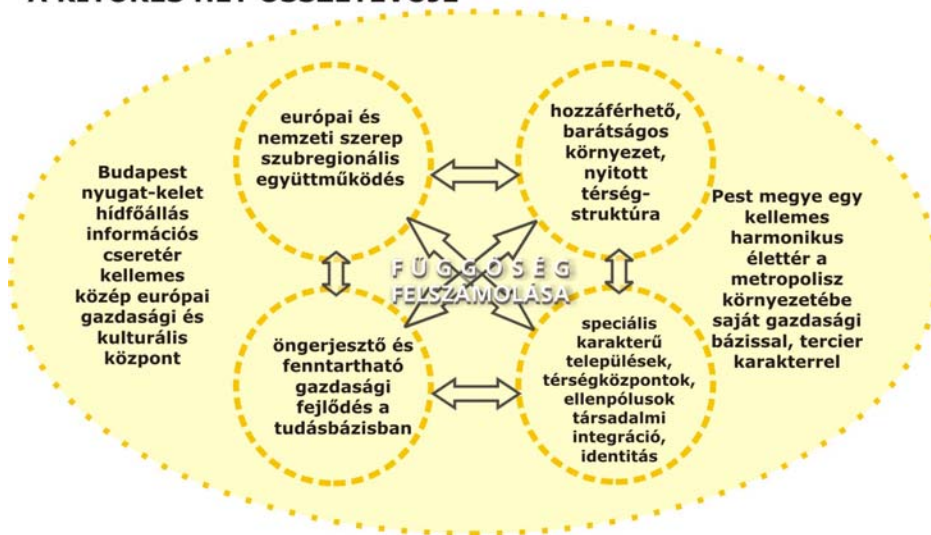 európai és
nemzeti szerep
szubregionális
együttműködés
hozzáférhető,
barátságos
környezet,
nyitott
térség-
struktúra
Budapest
nyugat-kelet
hídfőállás
információs
cseretér
kellemes
közép európai
gazdasági és
kulturális
központ
FÜGGŐSÉG
FELSZÁMOLÁSA
Pest megye egy
kellemes
harmonikus
élettér a
metropolisz
környezetébe
saját gazdasági
bázissal, tercier
karakterrel
öngerjesztő és
fenntartható
gazdasági
fejlődés a
tudásbázisban
speciális
karakterű
települések,
térségközpontok,
ellenpólusok
társadalmi
integráció,
identitás